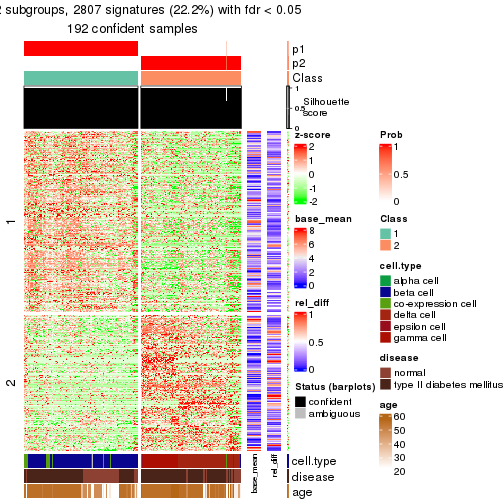 2 subgroups, 2807 signatures (22.2%) with fdr < 0.05
192 confident samples
p1
p2
Class
1
0.5
0
Silhouette
score
1
2
z-score
2
1
0
-1
-2
base_mean
8
6
4
2
0
rel_diff
1
0.5
0
Status (barplots)
confident
ambiguous
Prob
1
0.5
0
Class
1
2
cell.type
alpha cell
beta cell
co-expression cell
delta cell
epsilon cell
gamma cell
disease
normal
type II diabetes mellitus
age
60
50
40
30
20
cell.type
disease
age
base_mean
rel_diff